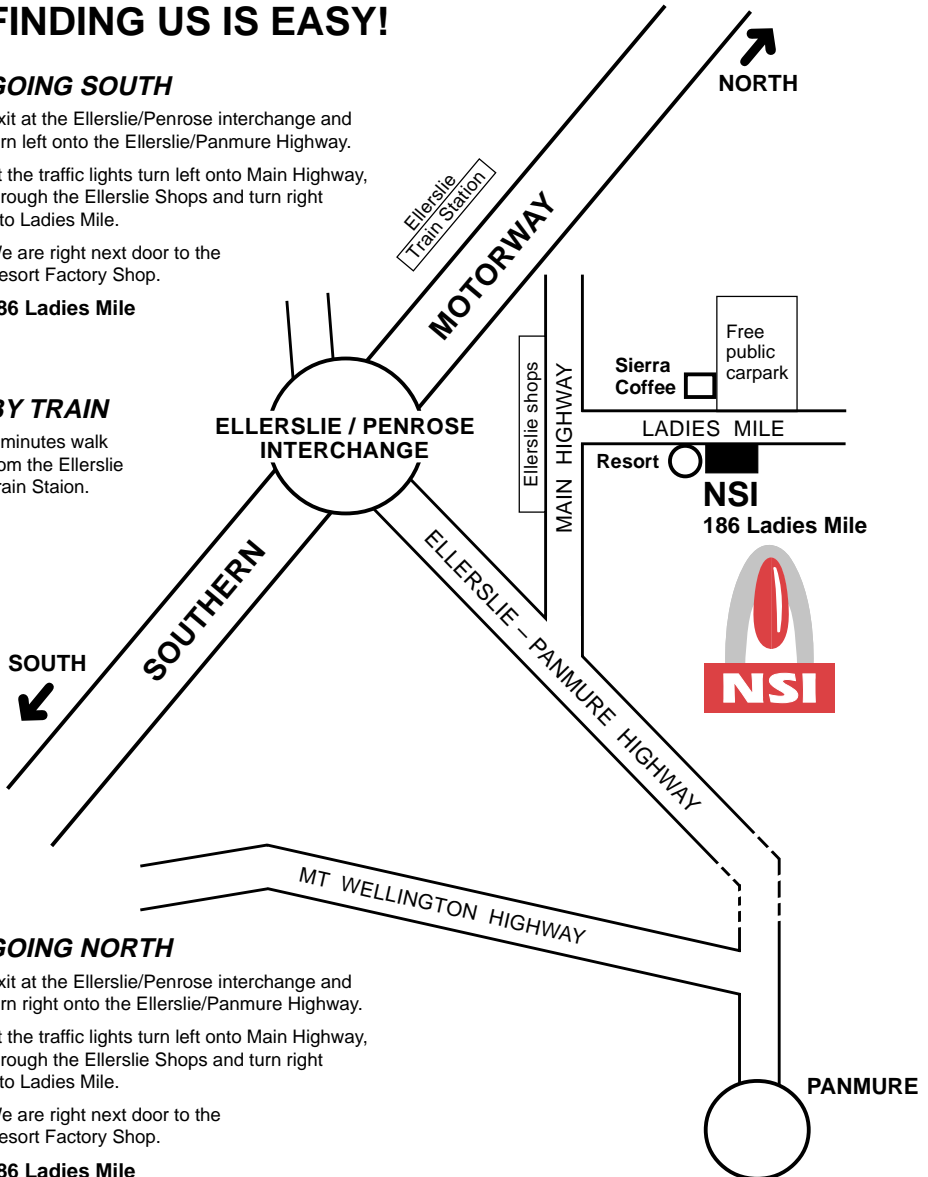 FINDING US IS EASY!
GOING SOUTH
xit at the Ellerslie/Penrose interchange and
rn left onto the Ellerslie/Panmure Highway.
t the traffic lights turn left onto Main Highway,
rough the Ellerslie Shops and turn right
to Ladies Mile.
e are right next door to the
esort Factory Shop.
86 Ladies Mile
BY TRAIN
minutes walk
om the Ellerslie
rain Staion.
NORTH
Ellerslie
Train Station
MOTORWAY
ELLERSLIE / PENROSE
INTERCHANGE
Ellerslie shops
MAIN HIGHWAY
Sierra
Coffee
Free
public
carpark
LADIES MILE
Resort
NSI
186 Ladies Mile
NSI
ELLERSLIE – PANMURE HIGHWAY
SOUTHERN
SOUTH
MT WELLINGTON HIGHWAY
GOING NORTH
xit at the Ellerslie/Penrose interchange and
rn right onto the Ellerslie/Panmure Highway.
t the traffic lights turn left onto Main Highway,
rough the Ellerslie Shops and turn right
to Ladies Mile.
e are right next door to the
esort Factory Shop.
86 Ladies Mile
PANMURE